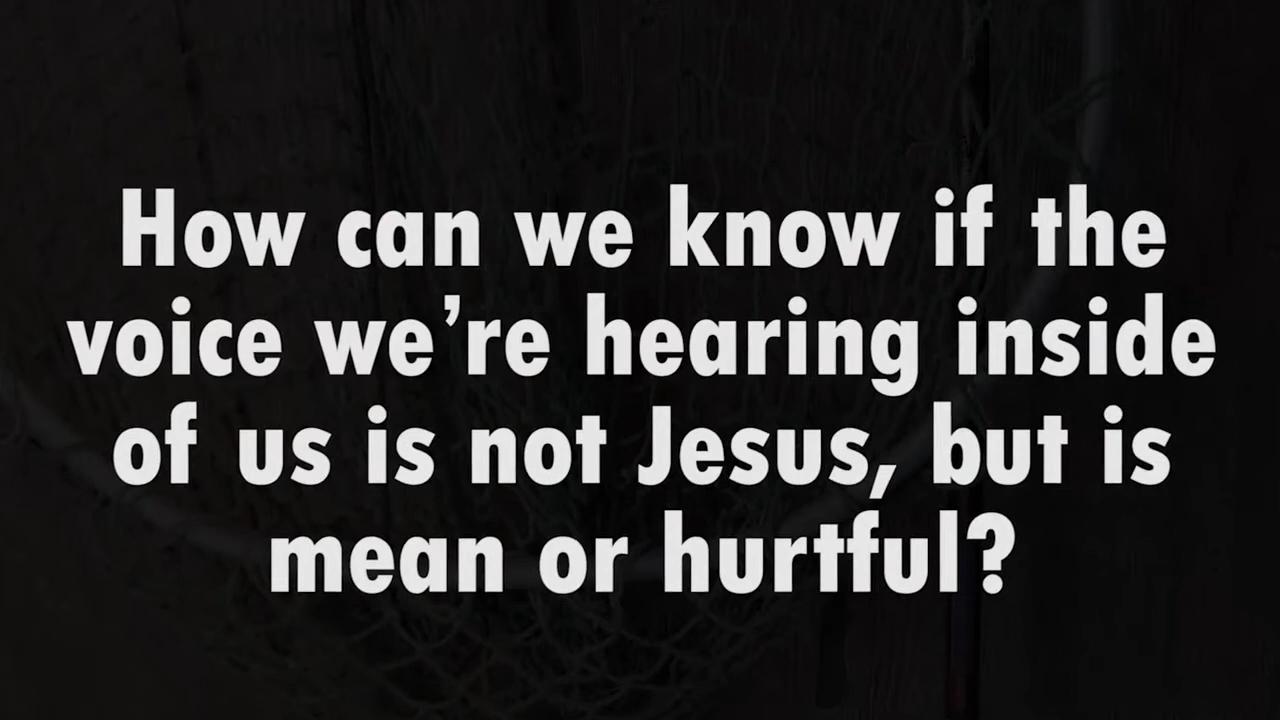 How can we know if the
voice we’re hearing inside
of us is not Jesus, but is
mean or hurtful?